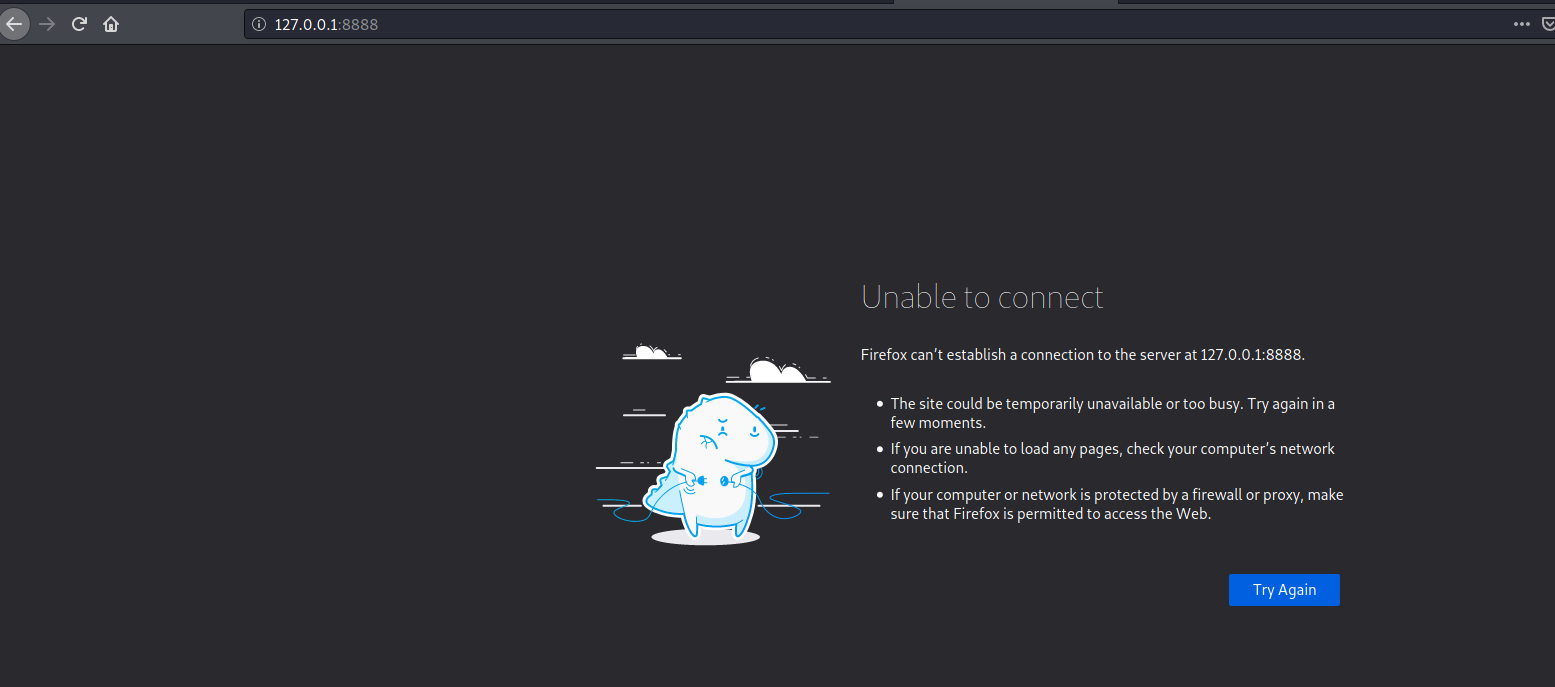 127.0.0.1:8888
Unable to connect
Firefox can’t establish a connection to the server at 127.0.0.1:8888.
The site could be temporarily unavailable or too busy. Try again in a
few moments.
If you are unable to load any pages, check your computer’s network
connection.
If your computer or network is protected by a firewall or proxy, make
sure that Firefox is permitted to access the Web.
Try Again